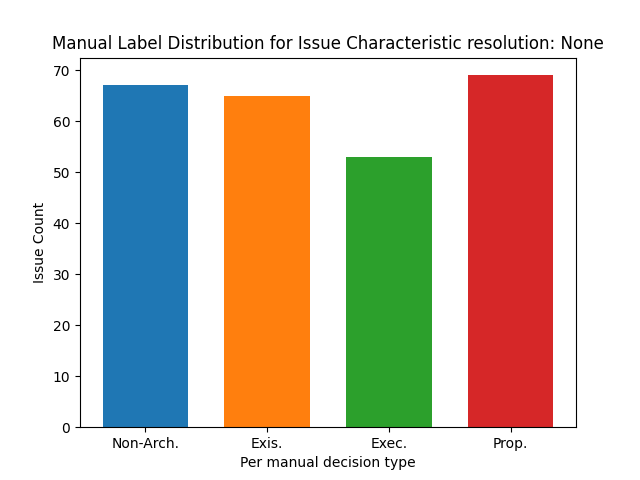 Manual Label Distribution for Issue Characteristic resolution: None
70
60
50
40
30
20
10
0
Issue Count
Non-Arch.
Exis.
Exec.
Prop.
Per manual decision type